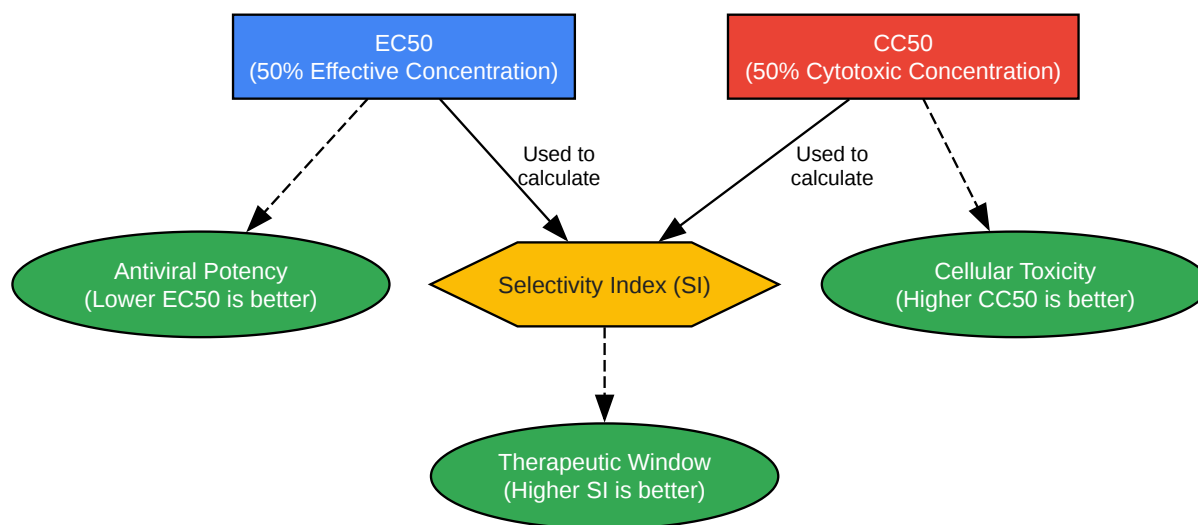 EC50
(50% Effective Concentration)
CC50
(50% Cytotoxic Concentration)
Used to
calculate
Used to
calculate
Antiviral Potency
(Lower EC50 is better)
Selectivity Index (SI)
Cellular Toxicity
(Higher CC50 is better)
Therapeutic Window
(Higher SI is better)